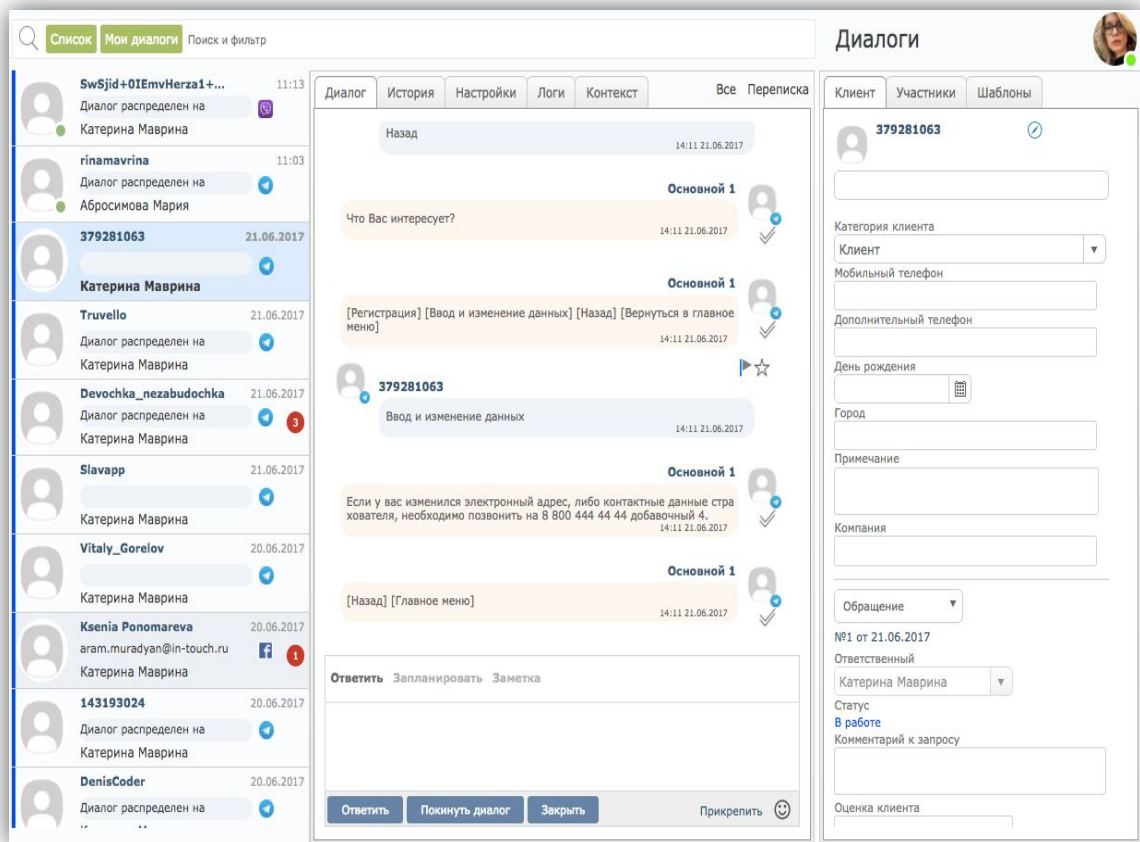 Список Мои диалоги Поиск и фильтр
Диалоги
SwSjid+0IEmvHerza1+... 11:13
Диалог распределен на
Катерина Маврина
rinamavrina 11:03
Диалог распределен на
Абросимова Мария
379281063 21.06.2017
Катерина Маврина
Truvello 21.06.2017
Диалог распределен на
Катерина Маврина
Devochka_nezabudochka 21.06.2017
Диалог распределен на 3
Катерина Маврина
Slavapp 21.06.2017
Катерина Маврина
Vitaly_Gorelov 20.06.2017
Катерина Маврина
Ksenia Ponomareva 20.06.2017
aram.muradyan@in-touch.ru 1
Катерина Маврина
143193024 20.06.2017
Диалог распределен на
Катерина Маврина
DenisCoder 20.06.2017
Диалог распределен на
Диалог История Настройки Логи Контекст Все Переписка
Назад
14:11 21.06.2017
Основной 1
Что Вас интересует?
14:11 21.06.2017
Основной 1
[Регистрация] [Ввод и изменение данных] [Назад] [Вернуться в главное
меню]
14:11 21.06.2017
379281063
Ввод и изменение данных
14:11 21.06.2017
Основной 1
Если у вас изменился электронный адрес, либо контактные данные стра
хователя, необходимо позвонить на 8 800 444 44 44 добавочный 4.
14:11 21.06.2017
Основной 1
[Назад] [Главное меню]
14:11 21.06.2017
Ответить Запланировать Заметка
Ответить Покинуть диалог Закрыть Прикрепить
Клиент Участники Шаблоны
379281063
Категория клиента
Клиент
Мобильный телефон
Дополнительный телефон
День рождения
Город
Примечание
Компания
Обращение
№1 от 21.06.2017
Ответственный
Катерина Маврина
Статус
В работе
Комментарий к запросу
Оценка клиента